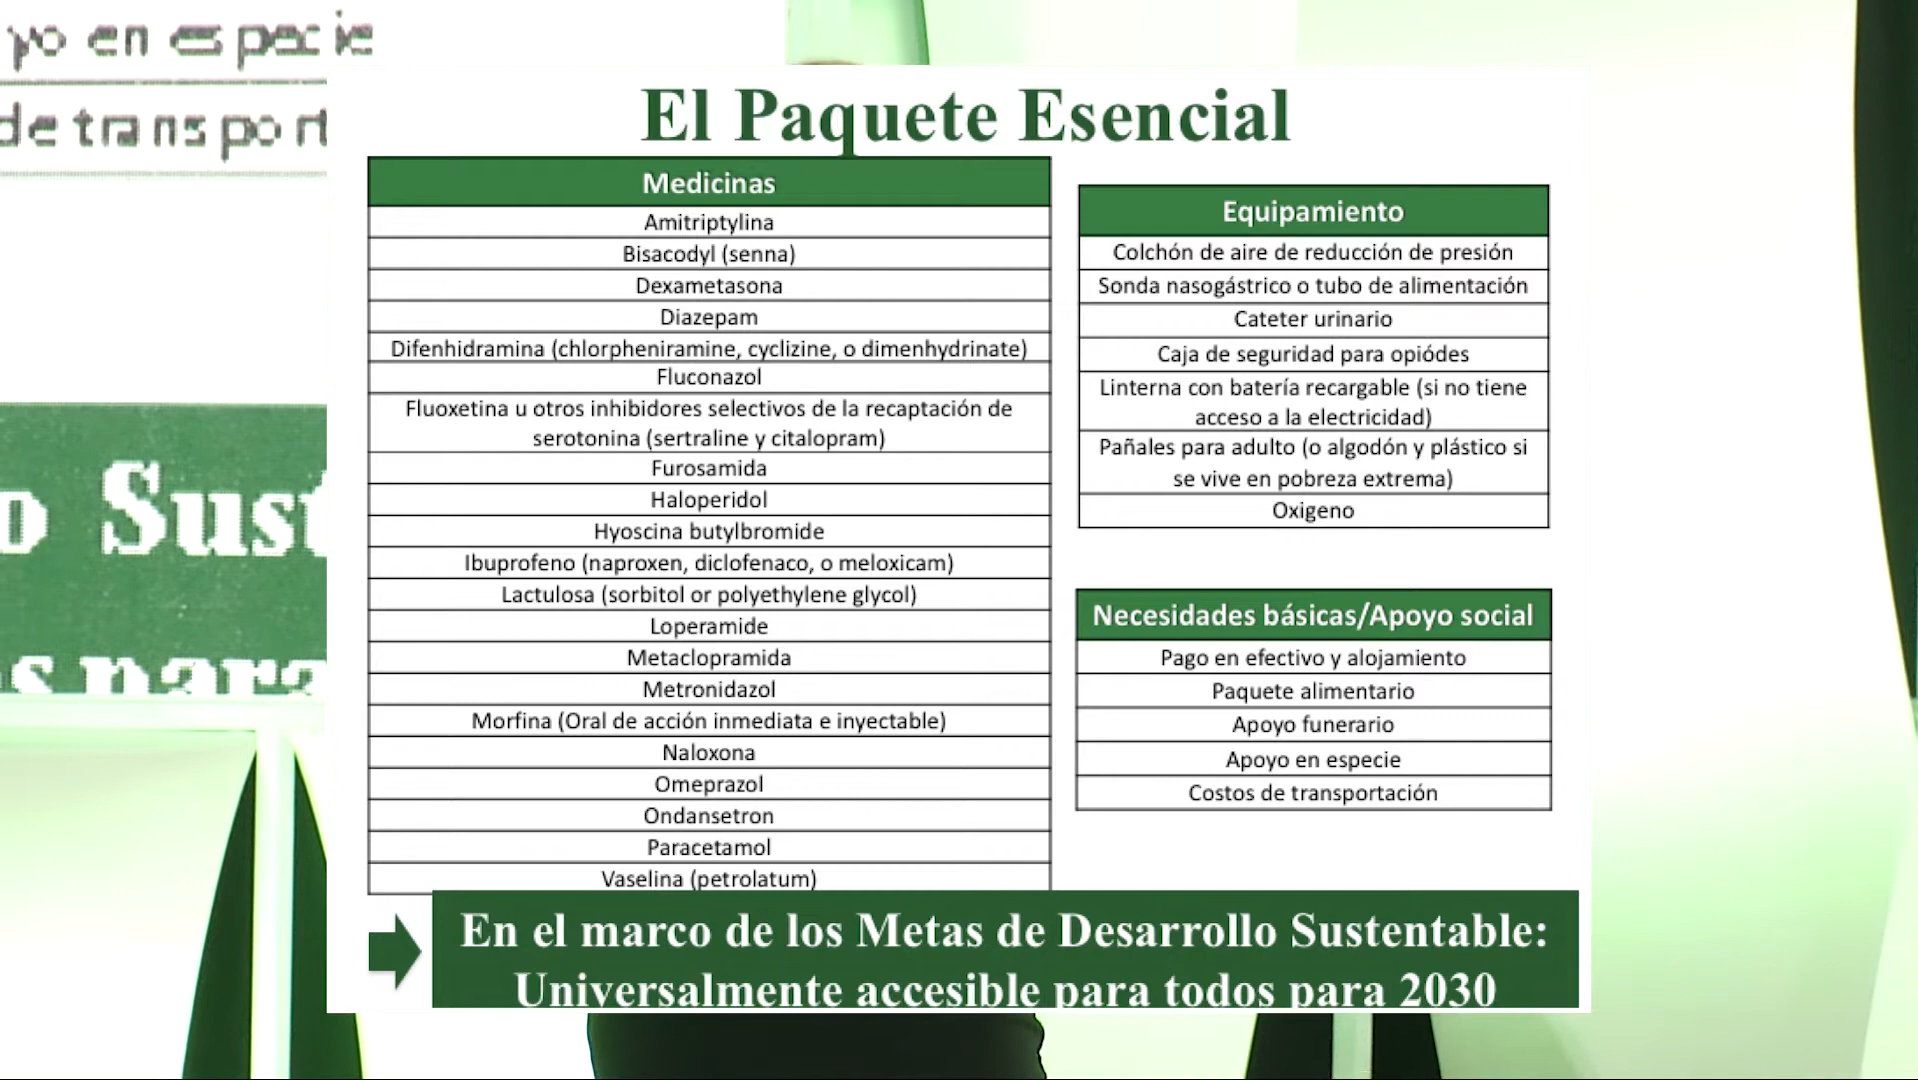 yo en especie
de transport
o Sust
s para
El Paquete Esencial
Medicinas
Amitriptylina
Bisacodyl (senna)
Dexametasona
Diazepam
Difenhidramina (chlorpheniramine, cyclizine, o dimenhydrinate)
Fluconazol
Fluoxetina u otros inhibidores selectivos de la recaptación de
serotonina (sertraline y citalopram)
Furosamida
Haloperidol
Hyoscina butylbromide
Ibuprofeno (naproxen, diclofenaco, o meloxicam)
Lactulosa (sorbitol or polyethylene glycol)
Loperamide
Metaclopramida
Metronidazol
Morfina (Oral de acción inmediata e inyectable)
Naloxona
Omeprazol
Ondansetron
Paracetamol
Vaselina (petrolatum)
Equipamiento
Colchón de aire de reducción de presión
Sonda nasogástrico o tubo de alimentación
Cateter urinario
Caja de seguridad para opiódes
Linterna con batería recargable (si no tiene
acceso a la electricidad)
Pañales para adulto (o algodón y plástico si
se vive en pobreza extrema)
Oxigeno
Necesidades básicas/Apoyo social
Pago en efectivo y alojamiento
Paquete alimentario
Apoyo funerario
Apoyo en especie
Costos de transportación
En el marco de los Metas de Desarrollo Sustentable:
Universalmente accesible para todos para 2030